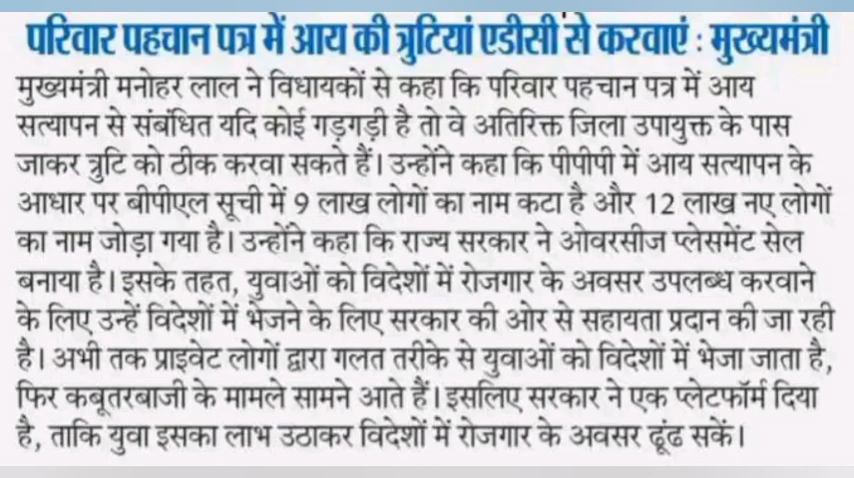 परिवार पहचान पत्र में आय की त्रुटियां एडीसी से करवाएं : मुख्यमंत्री
मुख्यमंत्री मनोहर लाल ने विधायकों से कहा कि परिवार पहचान पत्र में आय
सत्यापन से संबंधित यदि कोई गड़गड़ी है तो वे अतिरिक्त जिला उपायुक्त के पास
जाकर त्रुटि को ठीक करवा सकते हैं। उन्होंने कहा कि पीपीपी में आय सत्यापन के
आधार पर बीपीएल सूची में 9 लाख लोगों का नाम कटा है और 12 लाख नए लोगों
का नाम जोड़ा गया है। उन्होंने कहा कि राज्य सरकार ने ओवरसीज प्लेसमेंट सेल
बनाया है। इसके तहत, युवाओं को विदेशों में रोजगार के अवसर उपलब्ध करवाने
के लिए उन्हें विदेशों में भेजने के लिए सरकार की ओर से सहायता प्रदान की जा रही
है। अभी तक प्राइवेट लोगों द्वारा गलत तरीके से युवाओं को विदेशों में भेजा जाता है,
फिर कबूतरबाजी के मामले सामने आते हैं। इसलिए सरकार ने एक प्लेटफॉर्म दिया
है, ताकि युवा इसका लाभ उठाकर विदेशों में रोजगार के अवसर ढूंढ सकें।